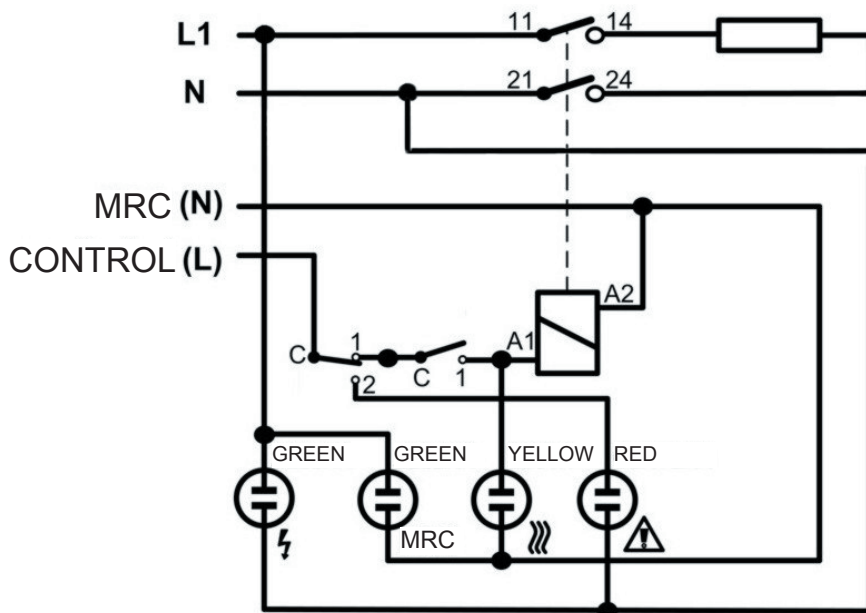 L1 11 14
N 21 24
MRC (N)
CONTROL (L)
A2
C 1 C 1 A1
2
GREEN GREEN YELLOW RED
MRC